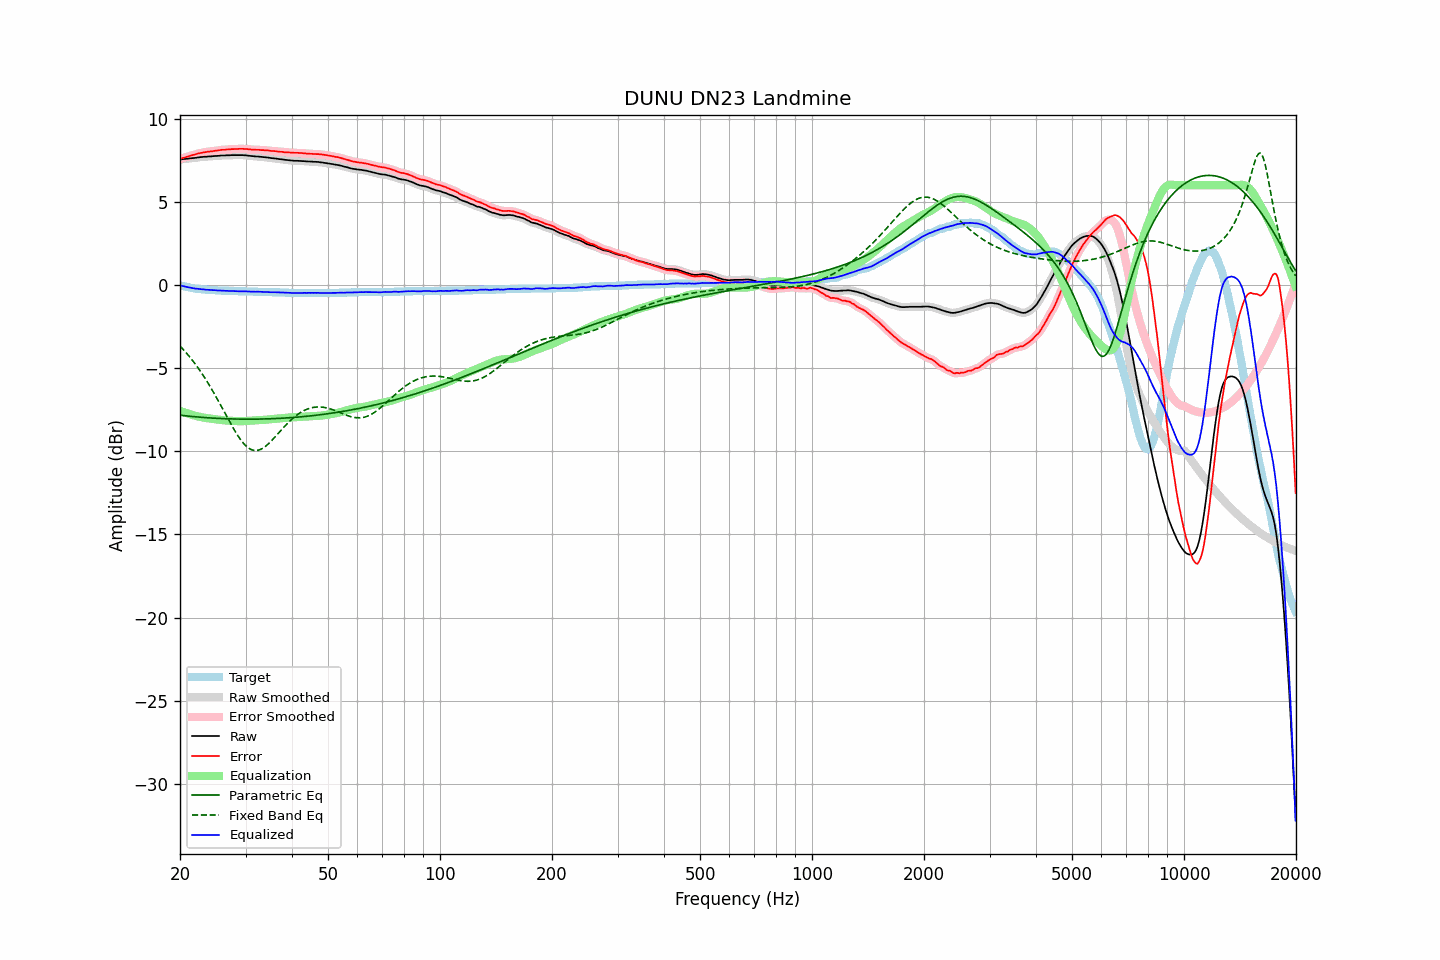 DUNU DN23 Landmine
10
5
0
−5
−10
−15
−20
−25
−30
Amplitude (dBr)
Target
Raw Smoothed
Error Smoothed
Raw
Error
Equalization
Parametric Eq
Fixed Band Eq
Equalized
20 50 100 200 500 1000 2000 5000 10000 20000
Frequency (Hz)